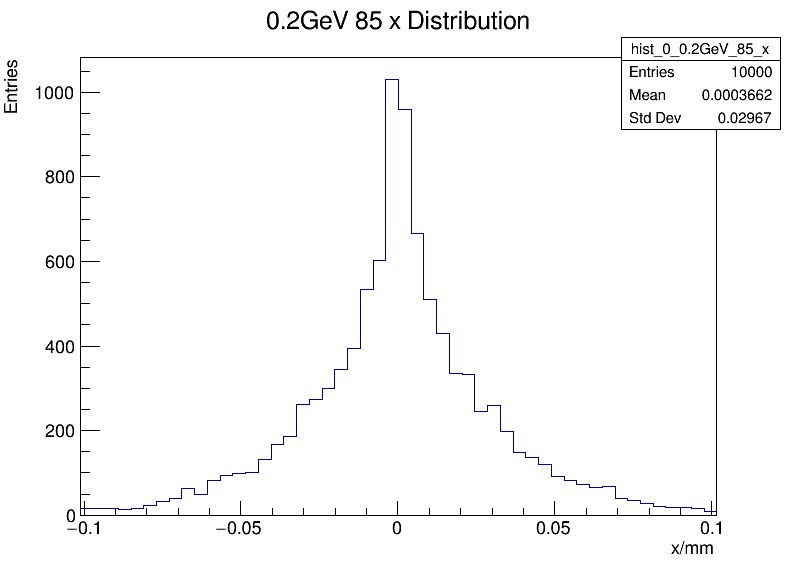 0.2GeV 85 x Distribution
hist_0_0.2GeV_85_x
Entries 10000
Mean 0.0003662
Std Dev 0.02967
Entries
1000
800
600
400
200
0
−0.1 −0.05 0 0.05 0.1
x/mm